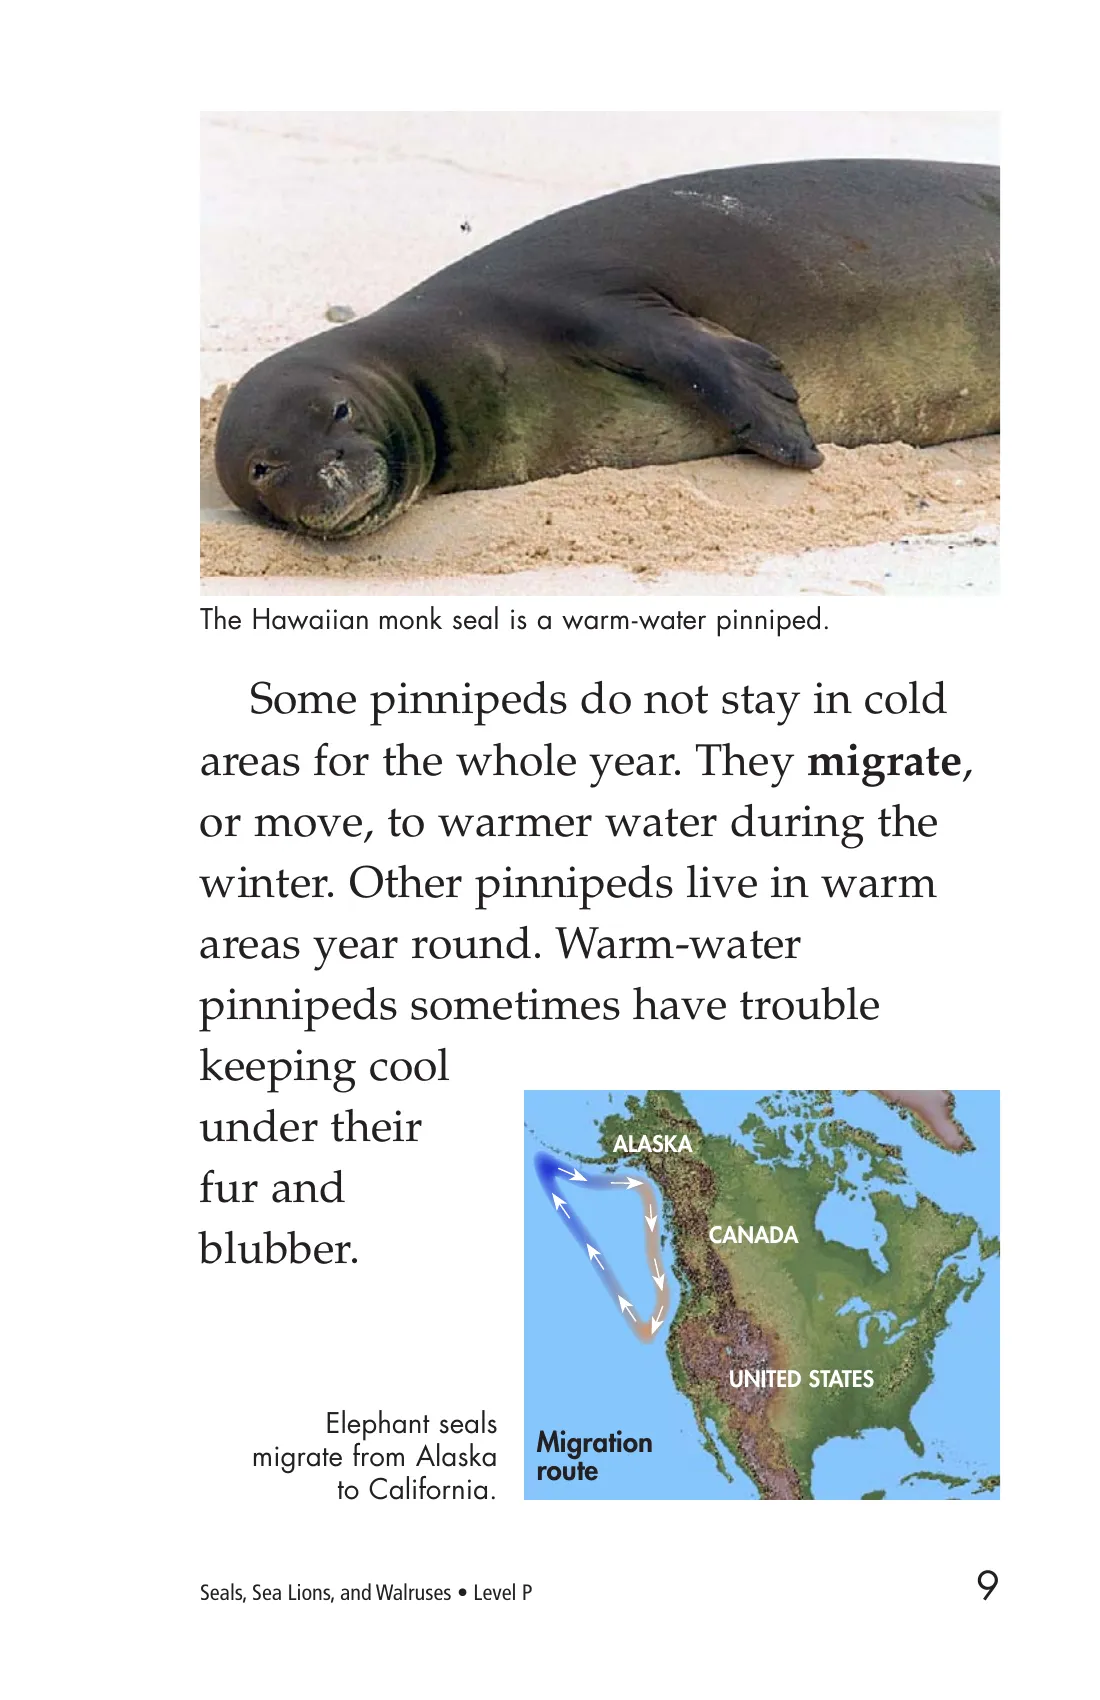 The Hawaiian monk seal is a warm-water pinniped.
Some pinnipeds do not stay in cold
areas for the whole year. They migrate,
or move, to warmer water during the
winter. Other pinnipeds live in warm
areas year round. Warm-water
pinnipeds sometimes have trouble
keeping cool
under their
fur and
blubber.
ALASKA
CANADA
UNITED STATES
Migration
route
Elephant seals
migrate from Alaska
to California.
Seals, Sea Lions, and Walruses • Level P
9